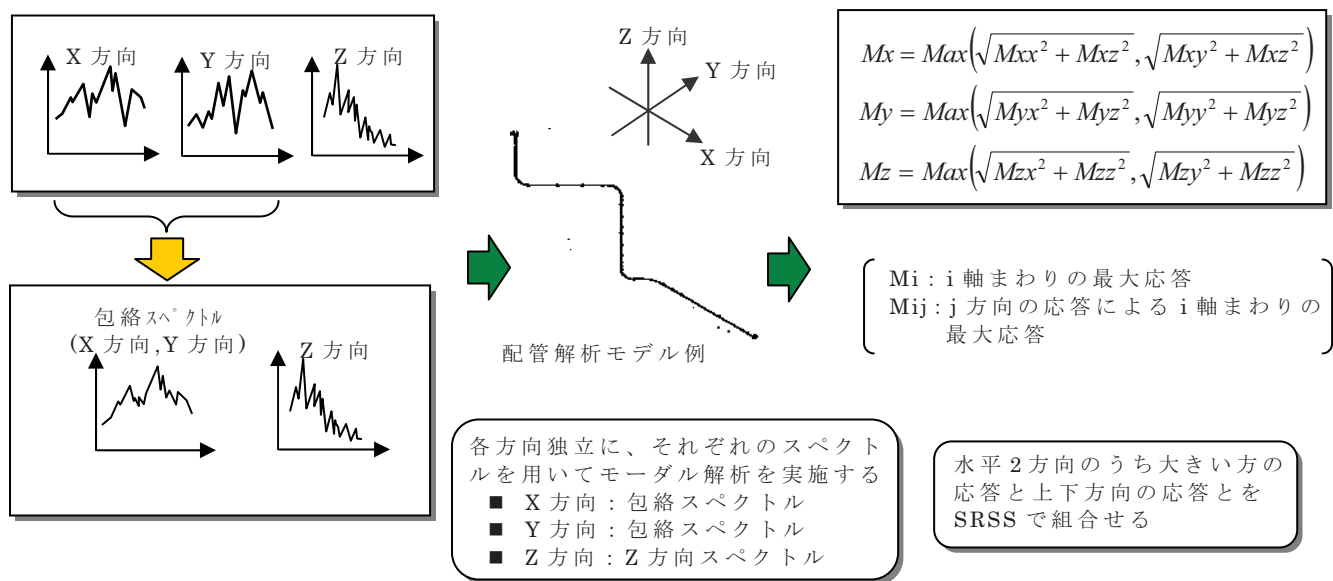 X 方向
Y 方向
Z 方向
包絡ｽﾍﾟｸﾄﾙ
(X 方向,Y 方向)
Z 方向
Z 方向
Y 方向
X 方向
配管解析モデル例
各方向独立に、それぞれのスペクト
ルを用いてモーダル解析を実施する
■ X 方向：包絡スペクトル
■ Y 方向：包絡スペクトル
■ Z 方向：Z 方向スペクトル
Mx = Max(√(Mxx² + Mxz²), √(Mxy² + Mxz²))
My = Max(√(Myx² + Myz²), √(Myy² + Myz²))
Mz = Max(√(Mzx² + Mzz²), √(Mzy² + Mzz²))
Mi：i 軸まわりの最大応答
Mij：j 方向の応答による i 軸まわりの
最大応答
水平 2 方向のうち大きい方の
応答と上下方向の応答とを
SRSS で組合せる